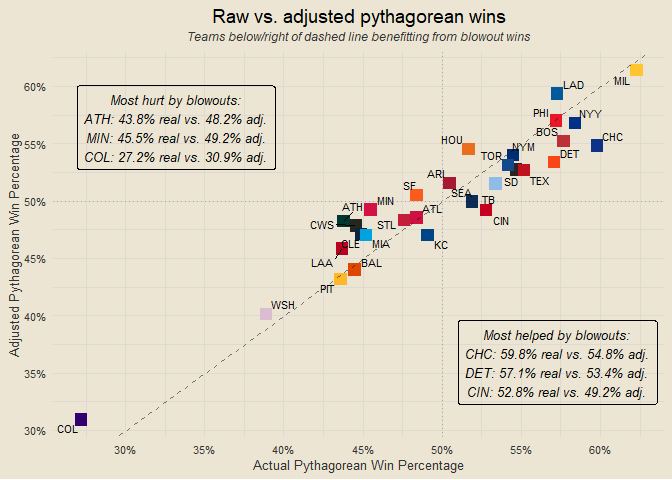 Raw vs. adjusted pythagorean wins
Teams below/right of dashed line benefitting from blowout wins
Adjusted Pythagorean Win Percentage
60%
55%
50%
45%
40%
35%
30%
Most hurt by blowouts:
ATH: 43.8% real vs. 48.2% adj.
MIN: 45.5% real vs. 49.2% adj.
COL: 27.2% real vs. 30.9% adj.
MIL
LAD
PHI
NYY
BOS
CHC
HOU
NYM
TOR
DET
ARI
SD
TEX
SF
SEA
TB
MIN
ATH
ATL
CIN
CWS
STL
KC
CLE
MIA
LAA
BAL
PIT
WSH
COL
Most helped by blowouts:
CHC: 59.8% real vs. 54.8% adj.
DET: 57.1% real vs. 53.4% adj.
CIN: 52.8% real vs. 49.2% adj.
30%
35%
40%
45%
50%
55%
60%
Actual Pythagorean Win Percentage